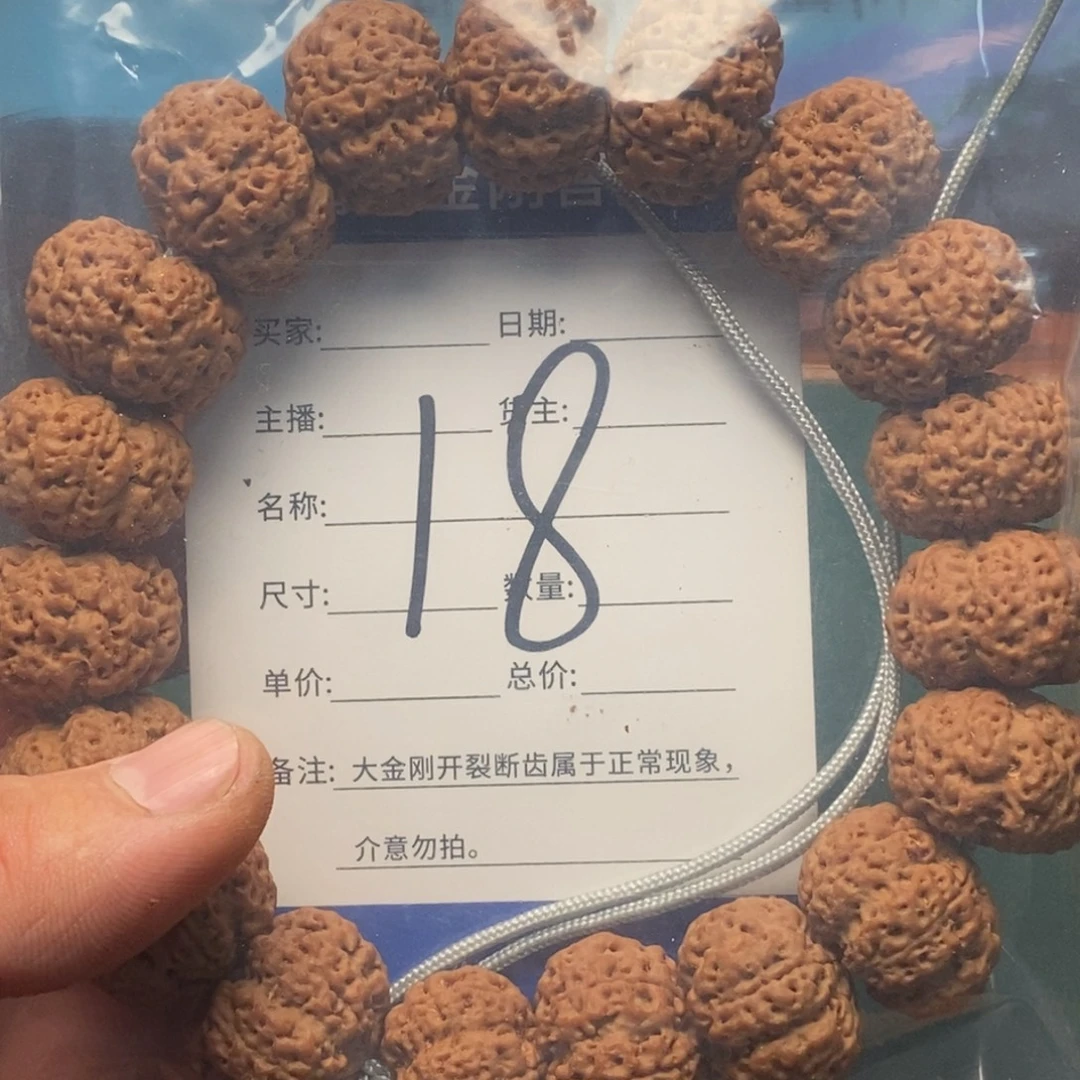 买家: 日期:
主播: 货主:
名称:
18
尺寸: 数量:
单价: 总价:
备注: 大金刚开裂断齿属于正常现象，
介意勿拍。